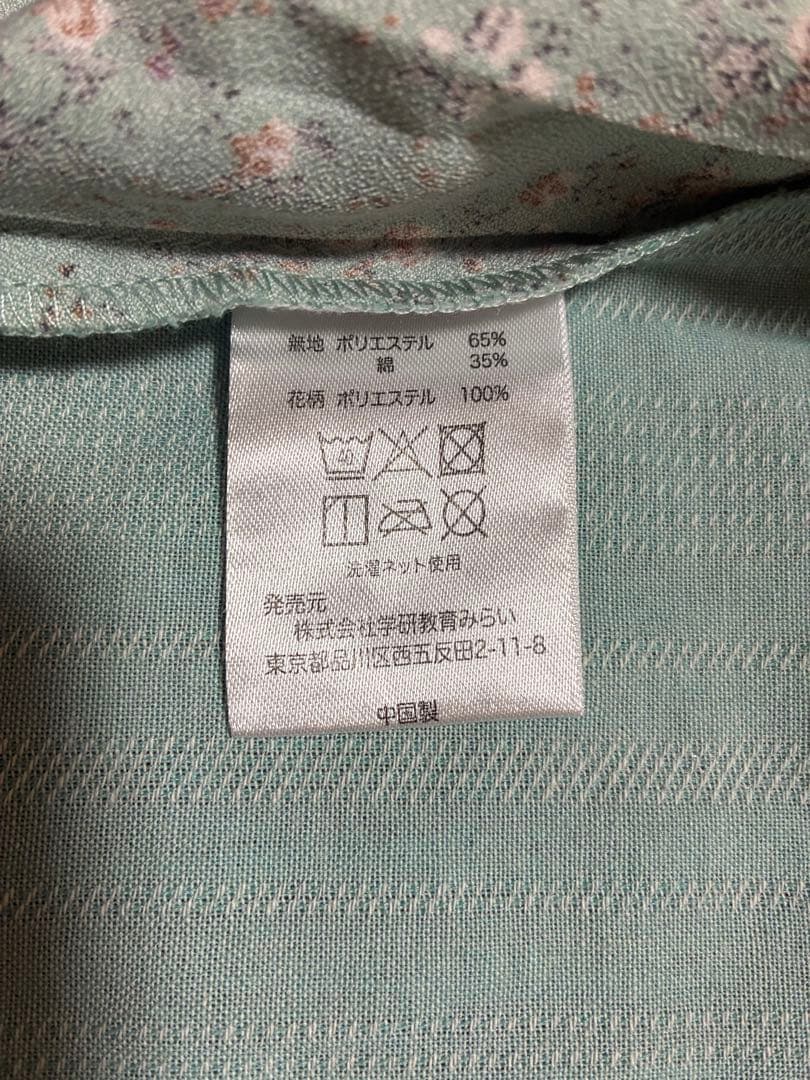 無地 ポリエステル 65%
綿 35%
花柄 ポリエステル 100%
40
洗濯ネット使用
発売元
株式会社学研教育みらい
東京都品川区西五反田2-11-8
中国製